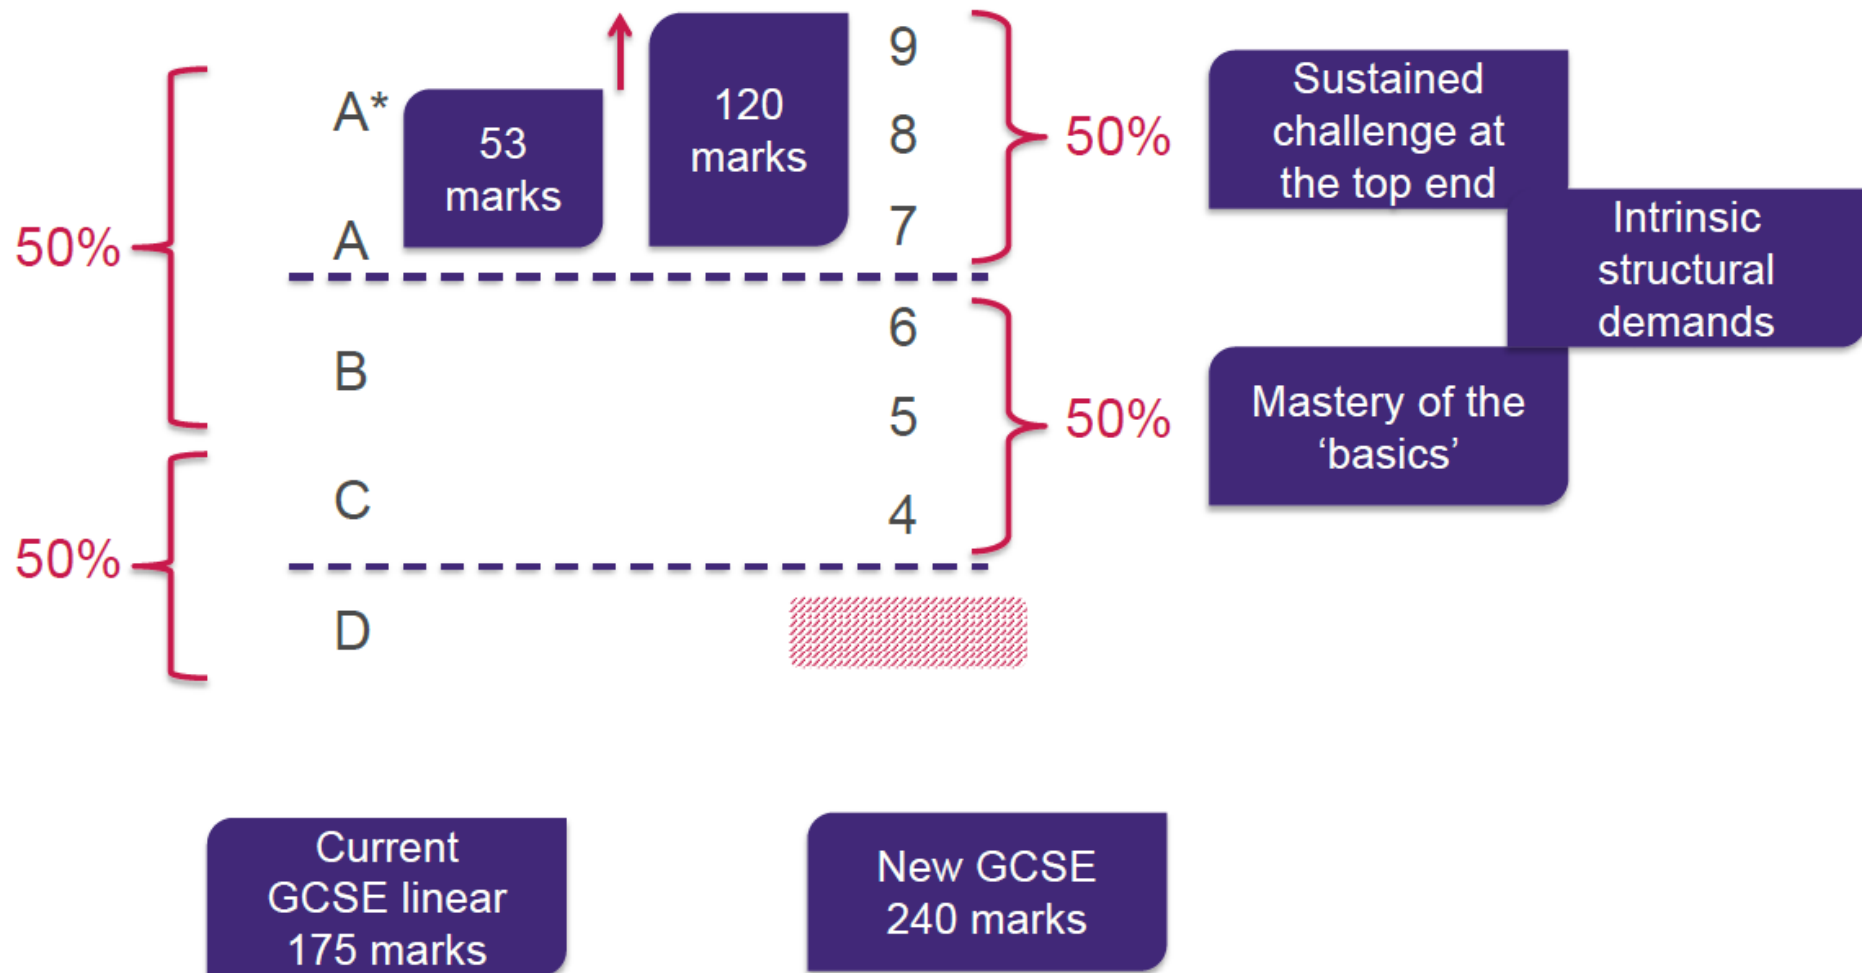 50%
50%
A*
A
B
C
D
53
marks
120
marks
9
8
7
6
5
4
50%
50%
Sustained
challenge at
the top end
Intrinsic
structural
demands
Mastery of the
‘basics’
Current
GCSE linear
175 marks
New GCSE
240 marks